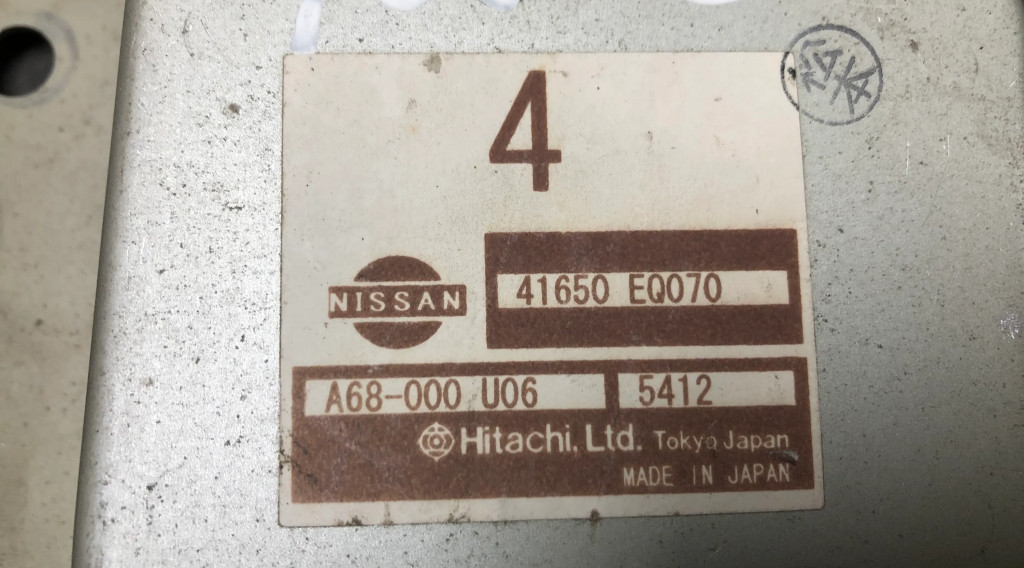 4
NISSAN
41650 EQ070
A68-000 U06
5412
Hitachi, Ltd. Tokyo Japan
MADE IN JAPAN